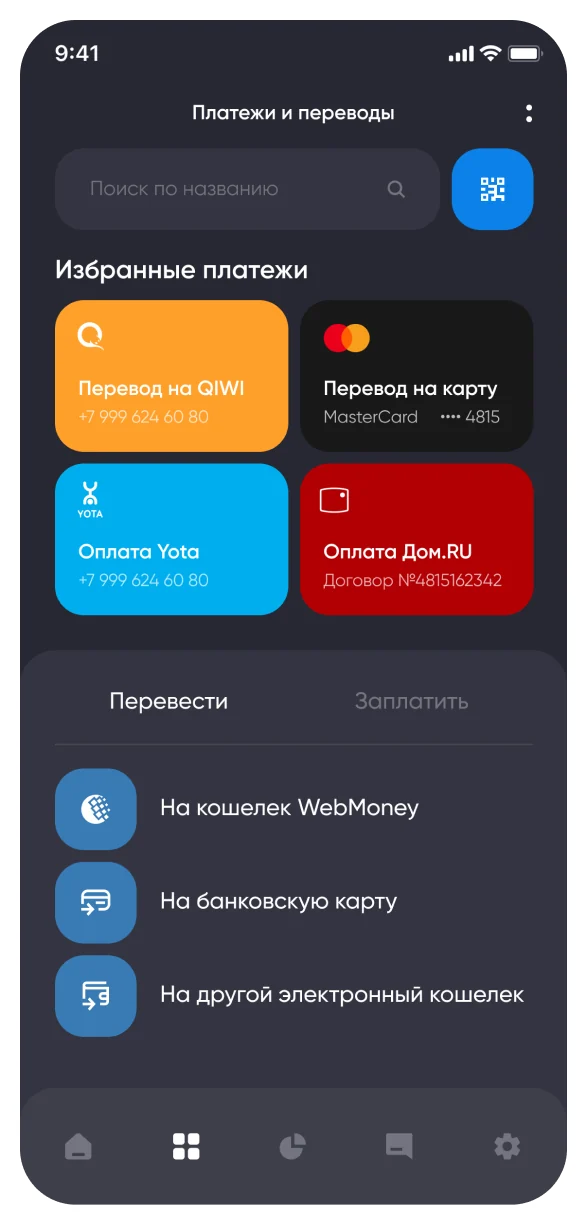 9:41
Платежи и переводы
Поиск по названию
Избранные платежи
Перевод на QIWI
+7 999 624 60 80
Перевод на карту
MasterCard •••• 4815
YOTA
Оплата Yota
+7 999 624 60 80
Оплата Дом.RU
Договор №4815162342
Перевести
Заплатить
На кошелек WebMoney
На банковскую карту
На другой электронный кошелек